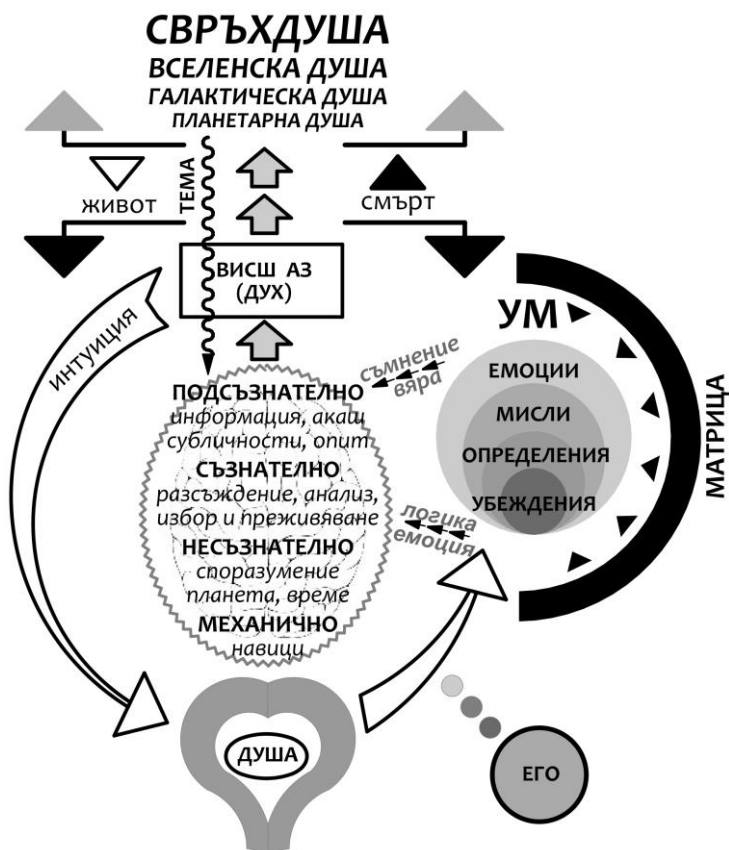 СВРЪХДУША
ВСЕЛЕНСКА ДУША
ГАЛАКТИЧЕСКА ДУША
ПЛАНЕТАРНА ДУША
живот
ТЕМА
смърт
ВИСШ АЗ
(ДУХ)
интуиция
УМ
ЕМОЦИИ
МИСЛИ
ОПРЕДЕЛЕНИЯ
УБЕЖДЕНИЯ
МАТРИЦА
съмнение
вяра
ПОДСЪЗНАТЕЛНО
информация, акаш
субличности, опит
СЪЗНАТЕЛНО
разсъждение, анализ,
избор и преживяване
НЕСЪЗНАТЕЛНО
споразумение
планета, време
МЕХАНИЧНО
навици
логика
емоция
ДУША
ЕГО